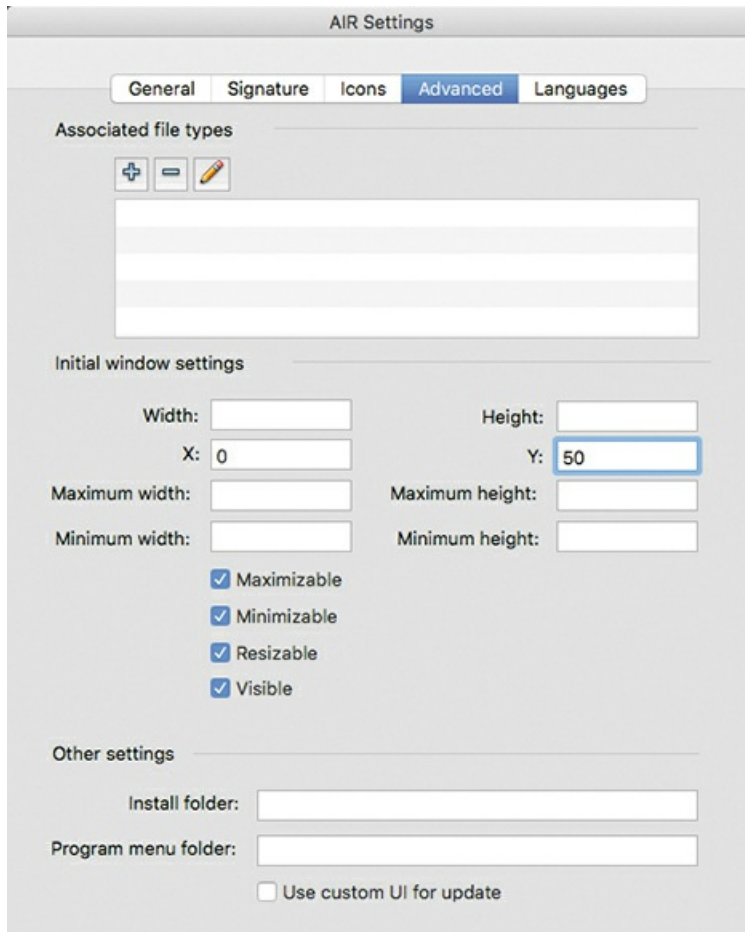 AIR Settings
General Signature Icons Advanced Languages
Associated file types
Initial window settings
Width: Height:
X: 0 Y: 50
Maximum width: Maximum height:
Minimum width: Minimum height:
Maximizable
Minimizable
Resizable
Visible
Other settings
Install folder:
Program menu folder:
Use custom UI for update